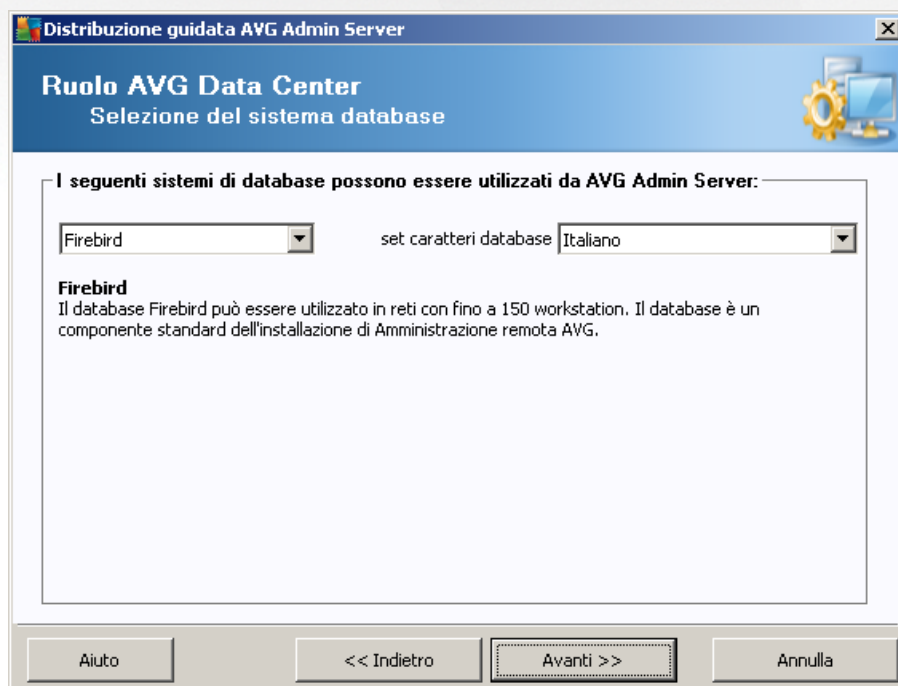 Distribuzione guidata AVG Admin Server
Ruolo AVG Data Center
Selezione del sistema database
I seguenti sistemi di database possono essere utilizzati da AVG Admin Server:
Firebird set caratteri database Italiano
Firebird
Il database Firebird può essere utilizzato in reti con fino a 150 workstation. Il database è un
componente standard dell'installazione di Amministrazione remota AVG.
Aiuto << Indietro Avanti >> Annulla